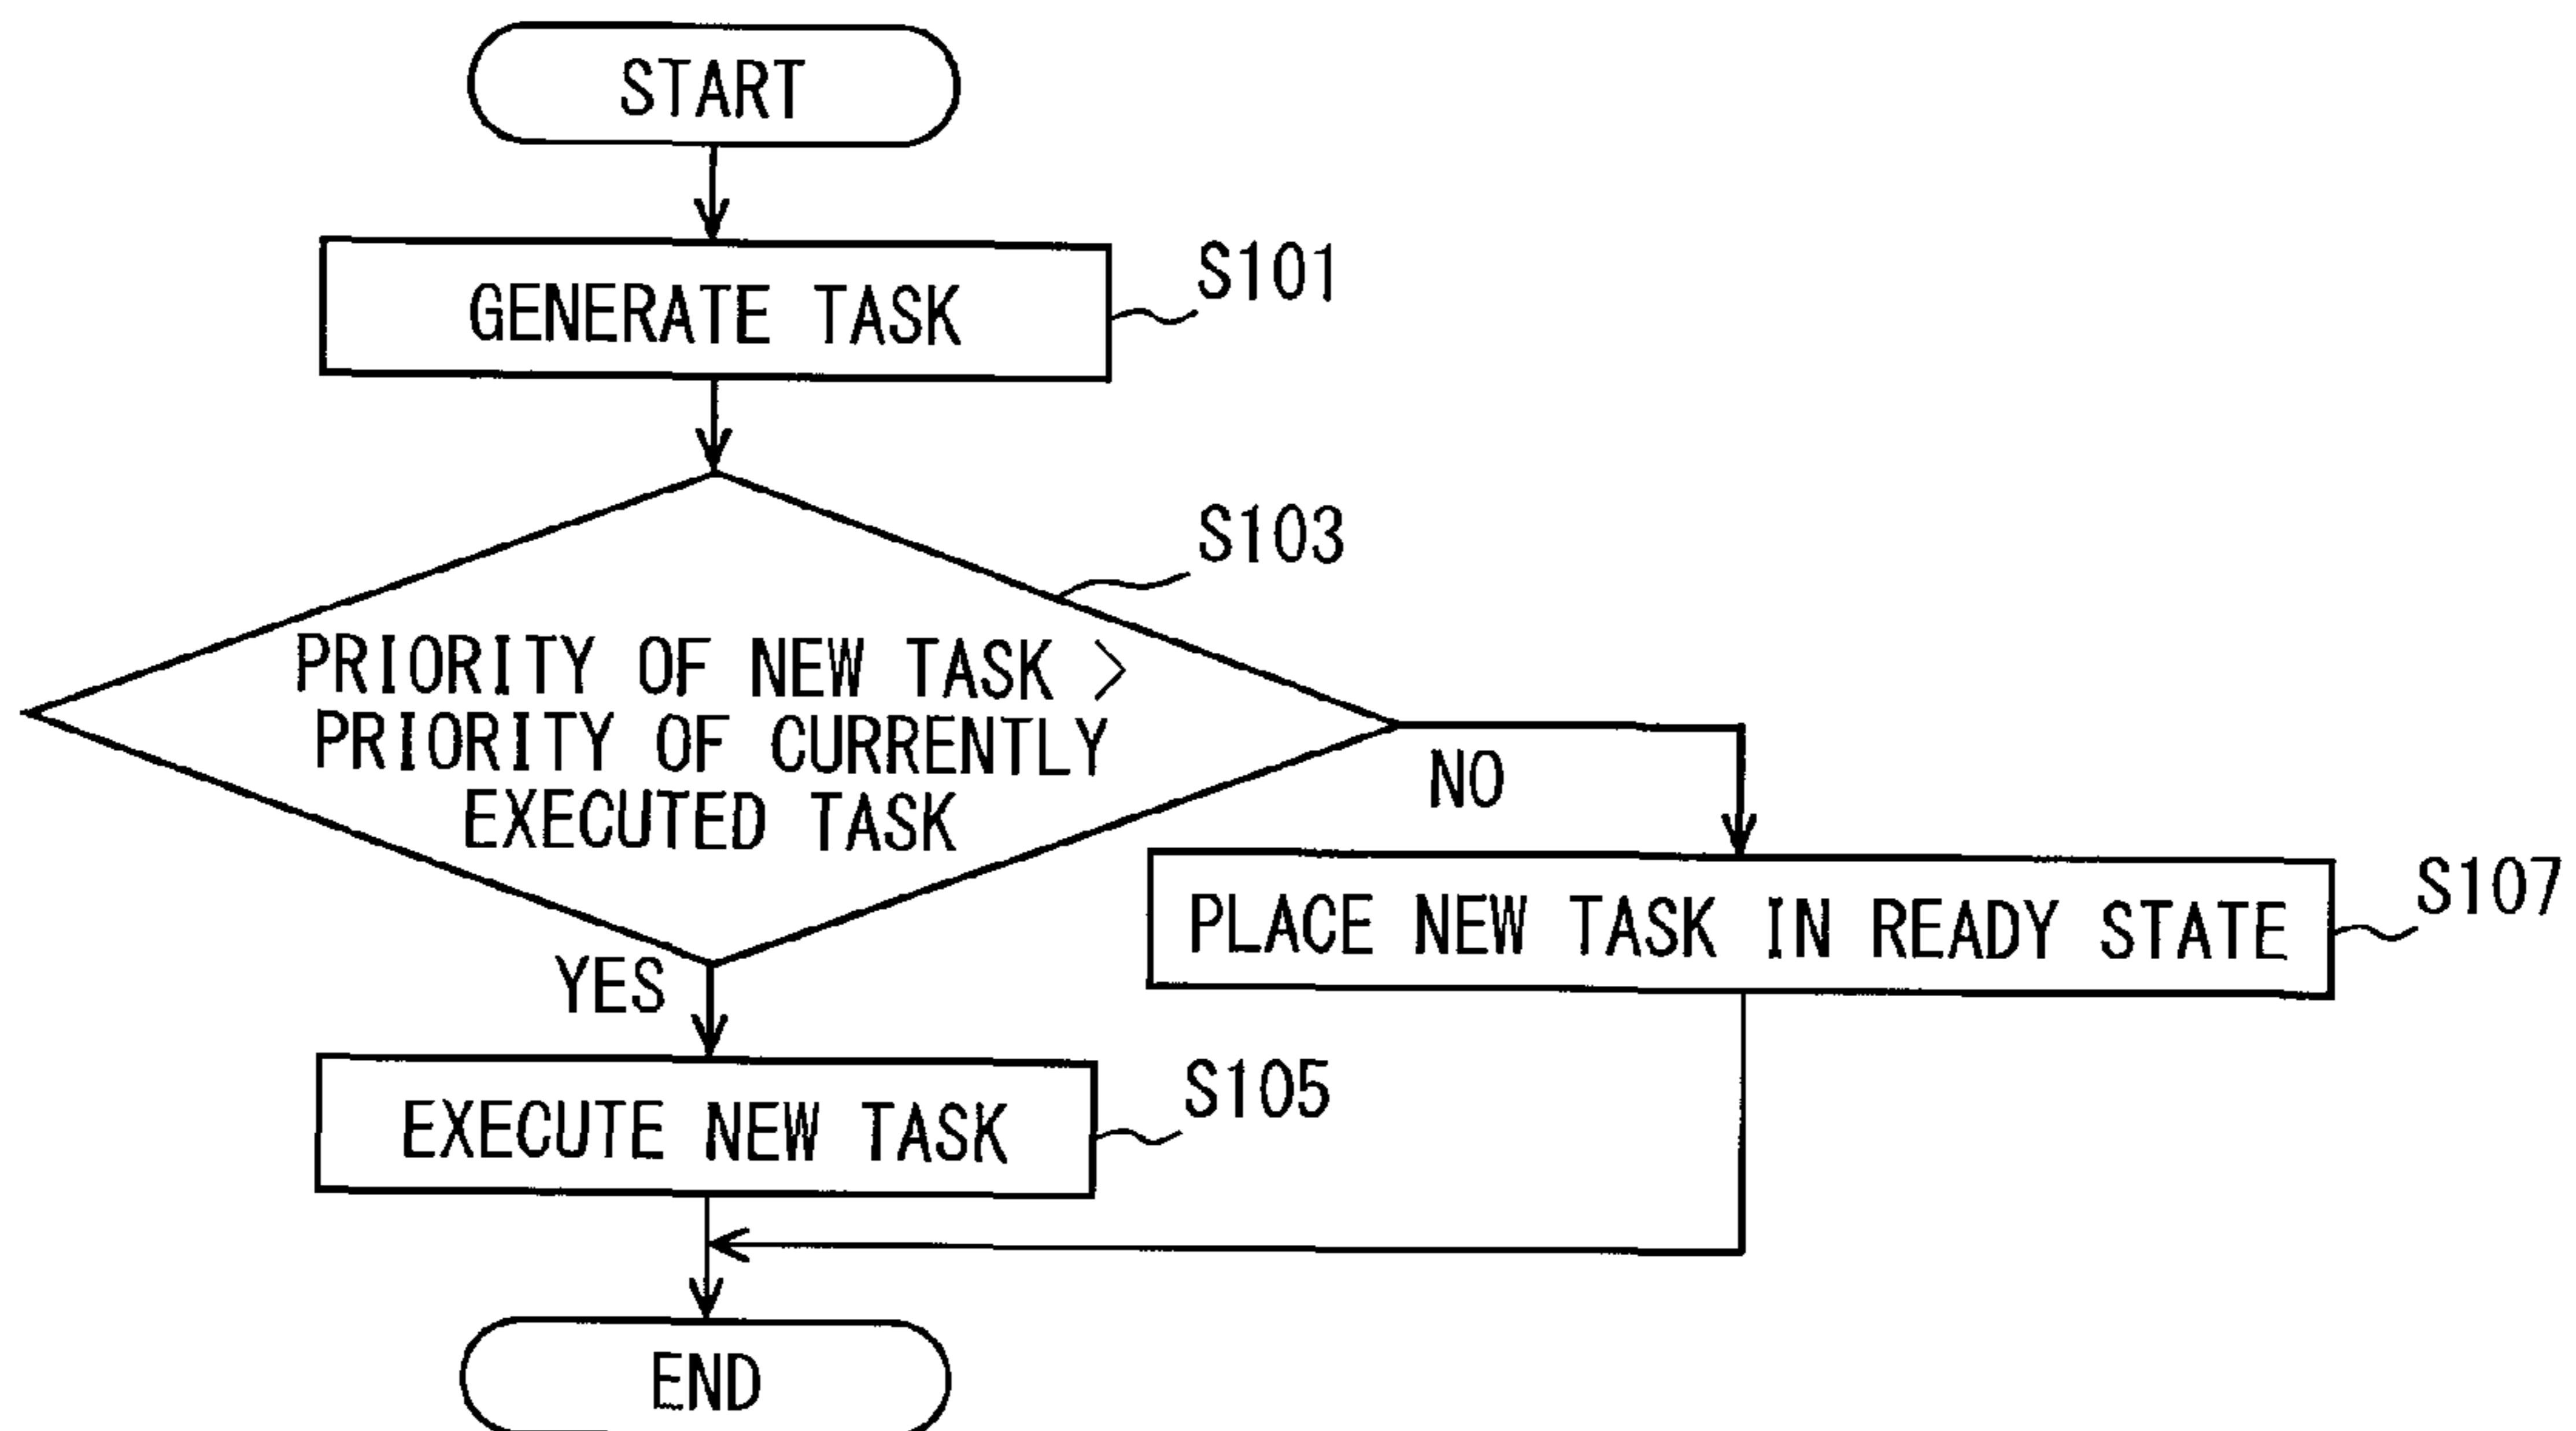 START
GENERATE TASK
S101
S103
PRIORITY OF NEW TASK >
PRIORITY OF CURRENTLY
EXECUTED TASK
NO
YES
PLACE NEW TASK IN READY STATE
S107
EXECUTE NEW TASK
S105
END